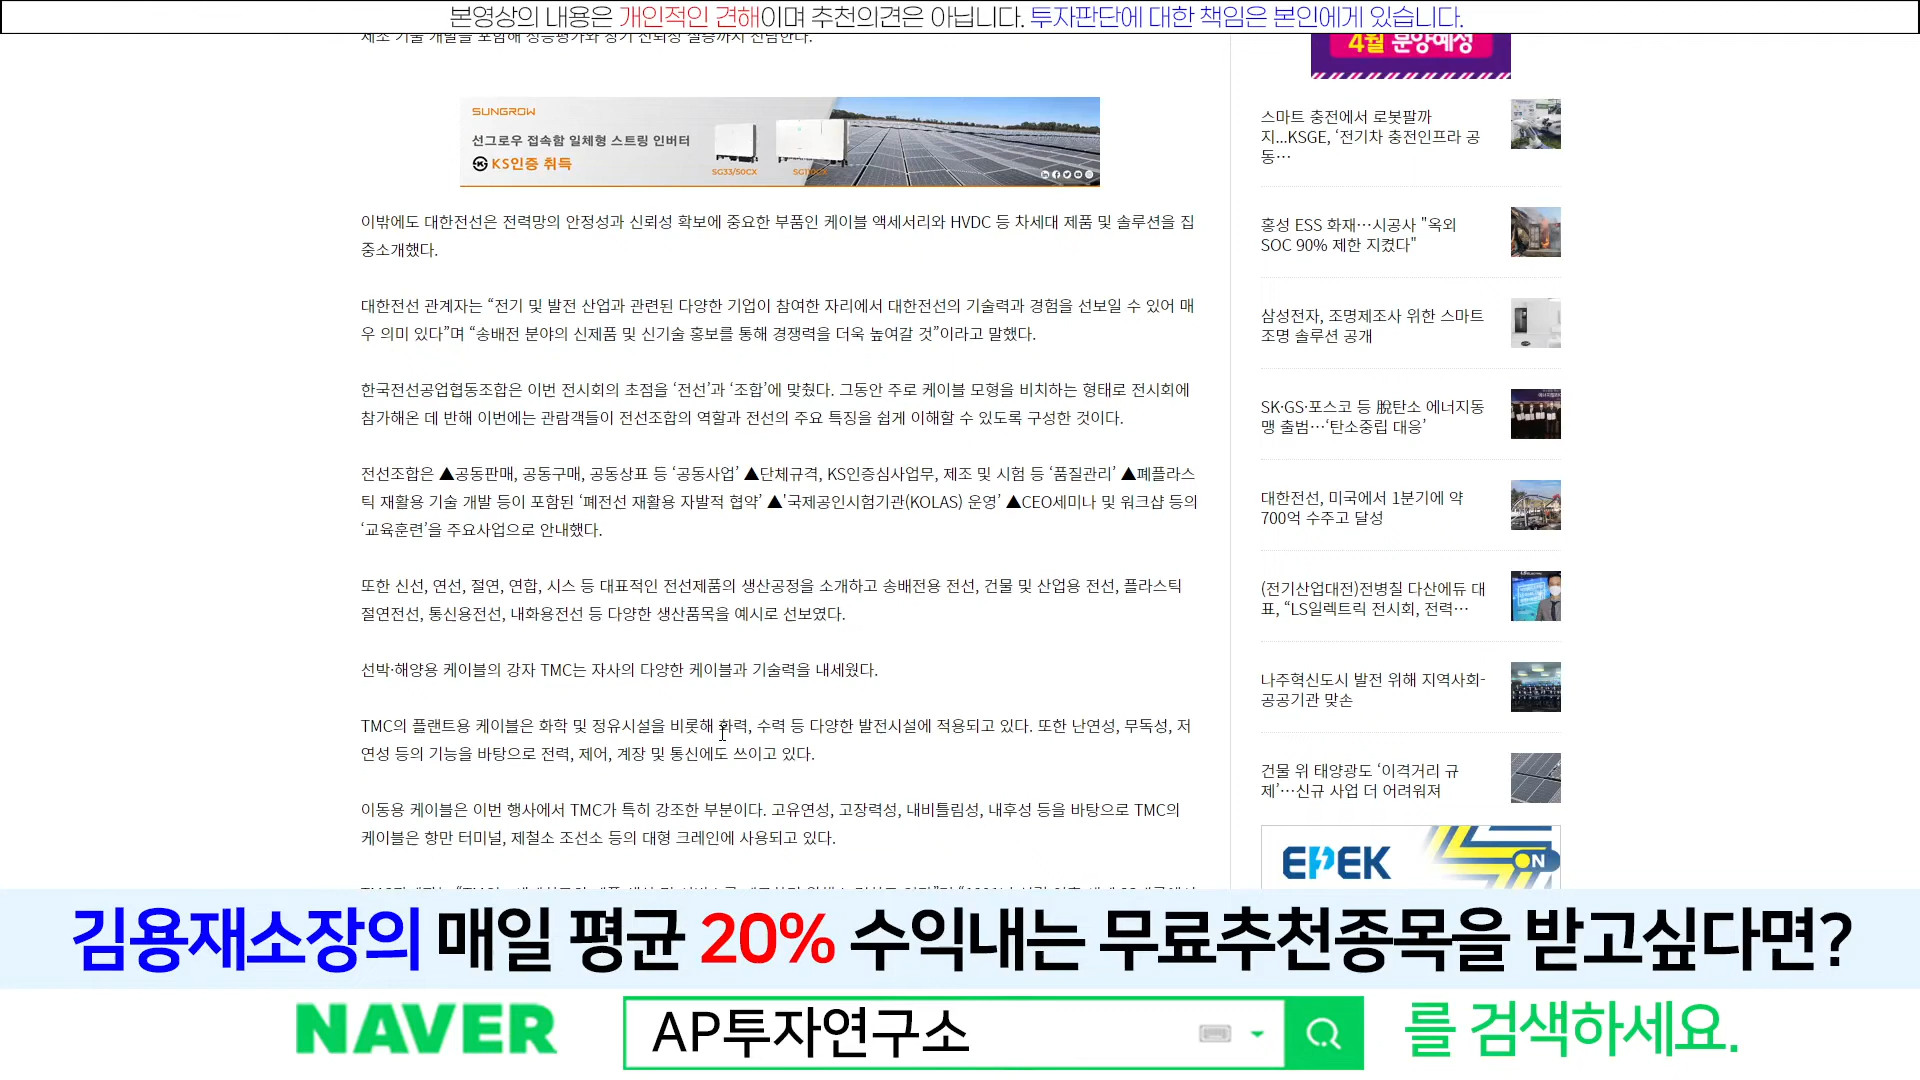 본영상의 내용은 개인적인 견해이며 추천의견은 아닙니다. 투자판단에 대한 책임은 본인에게 있습니다.
4월 분양예정
SUNGROW
선그로우 접속함 일체형 스트링 인버터
KS인증 취득
SG33/50CX
이밖에도 대한전선은 전력망의 안정성과 신뢰성 확보에 중요한 부품인 케이블 액세서리와 HVDC 등 차세대 제품 및 솔루션을 집
중소개했다.
대한전선 관계자는 “전기 및 발전 산업과 관련된 다양한 기업이 참여한 자리에서 대한전선의 기술력과 경험을 선보일 수 있어 매
우 의미 있다”며 “송배전 분야의 신제품 및 신기술 홍보를 통해 경쟁력을 더욱 높여갈 것”이라고 말했다.
한국전선공업협동조합은 이번 전시회의 초점을 ‘전선’과 ‘조합’에 맞췄다. 그동안 주로 케이블 모형을 비치하는 형태로 전시회에
참가해온 데 반해 이번에는 관람객들이 전선조합의 역할과 전선의 주요 특징을 쉽게 이해할 수 있도록 구성한 것이다.
전선조합은 ▲공동판매, 공동구매, 공동상표 등 ‘공동사업’ ▲단체규격, KS인증심사업무, 제조 및 시험 등 ‘품질관리’ ▲폐플라스
틱 재활용 기술 개발 등이 포함된 ‘폐전선 재활용 자발적 협약’ ▲'국제공인시험기관(KOLAS) 운영’ ▲CEO세미나 및 워크샵 등의
‘교육훈련’을 주요사업으로 안내했다.
또한 신선, 연선, 절연, 연합, 시스 등 대표적인 전선제품의 생산공정을 소개하고 송배전용 전선, 건물 및 산업용 전선, 플라스틱
절연전선, 통신용전선, 내화용전선 등 다양한 생산품목을 예시로 선보였다.
선박·해양용 케이블의 강자 TMC는 자사의 다양한 케이블과 기술력을 내세웠다.
TMC의 플랜트용 케이블은 화학 및 정유시설을 비롯해 화력, 수력 등 다양한 발전시설에 적용되고 있다. 또한 난연성, 무독성, 저
연성 등의 기능을 바탕으로 전력, 제어, 계장 및 통신에도 쓰이고 있다.
이동용 케이블은 이번 행사에서 TMC가 특히 강조한 부분이다. 고유연성, 고장력성, 내비틀림성, 내후성 등을 바탕으로 TMC의
케이블은 항만 터미널, 제철소 조선소 등의 대형 크레인에 사용되고 있다.
스마트 충전에서 로봇팔까
지...KSGE, ‘전기차 충전인프라 공
동…
홍성 ESS 화재…시공사 "옥외
SOC 90% 제한 지켰다"
삼성전자, 조명제조사 위한 스마트
조명 솔루션 공개
SK·GS·포스코 등 脫탄소 에너지동
맹 출범…‘탄소중립 대응’
대한전선, 미국에서 1분기에 약
700억 수주고 달성
(전기산업대전)전병칠 다산에듀 대
표, “LS일렉트릭 전시회, 전력…
나주혁신도시 발전 위해 지역사회-
공공기관 맞손
건물 위 태양광도 ‘이격거리 규
제’…신규 사업 더 어려워져
EPEK
ON
김용재소장의 매일 평균 20% 수익내는 무료추천종목을 받고싶다면?
NAVER AP투자연구소 를 검색하세요.